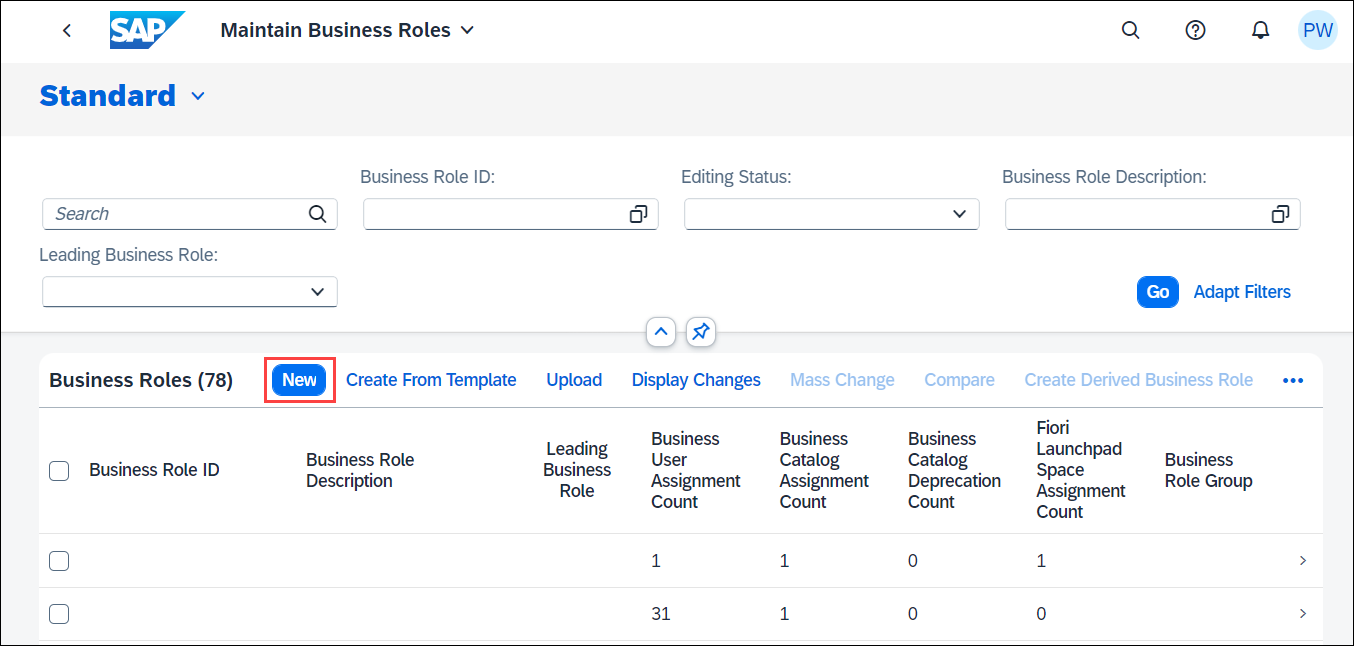 SAP Maintain Business Roles PW
Standard
Business Role ID: Editing Status: Business Role Description:
Search
Leading Business Role:
Go Adapt Filters
Business Roles (78) New Create From Template Upload Display Changes Mass Change Compare Create Derived Business Role
Business Role ID
Business Role
Description
Leading
Business
Role
Business
User
Assignment
Count
Business
Catalog
Assignment
Count
Business
Catalog
Deprecation
Count
Fiori
Launchpad
Space
Assignment
Count
Business
Role Group
1 1 0 1
31 1 0 0